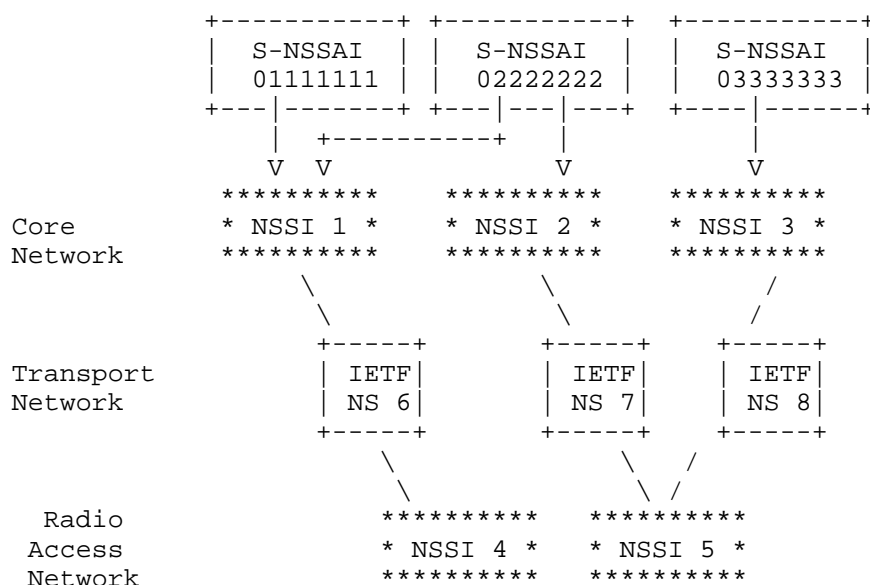 +-----------+ +-----------+ +-----------+
| S-NSSAI | | S-NSSAI | | S-NSSAI |
| 01111111 | | 02222222 | | 03333333 |
+---|-------+ +---|---|---+ +----|------+
| +----------+ | |
V V V V
********** ********** **********
Core * NSSI 1 * * NSSI 2 * * NSSI 3 *
Network ********** ********** **********
\ \ /
\ \ /
+-----+ +-----+ +-----+
Transport | IETF| | IETF| | IETF|
Network | NS 6| | NS 7| | NS 8|
+-----+ +-----+ +-----+
\ \ /
\ \ /
Radio ********** **********
Access * NSSI 4 * * NSSI 5 *
Network ********** **********